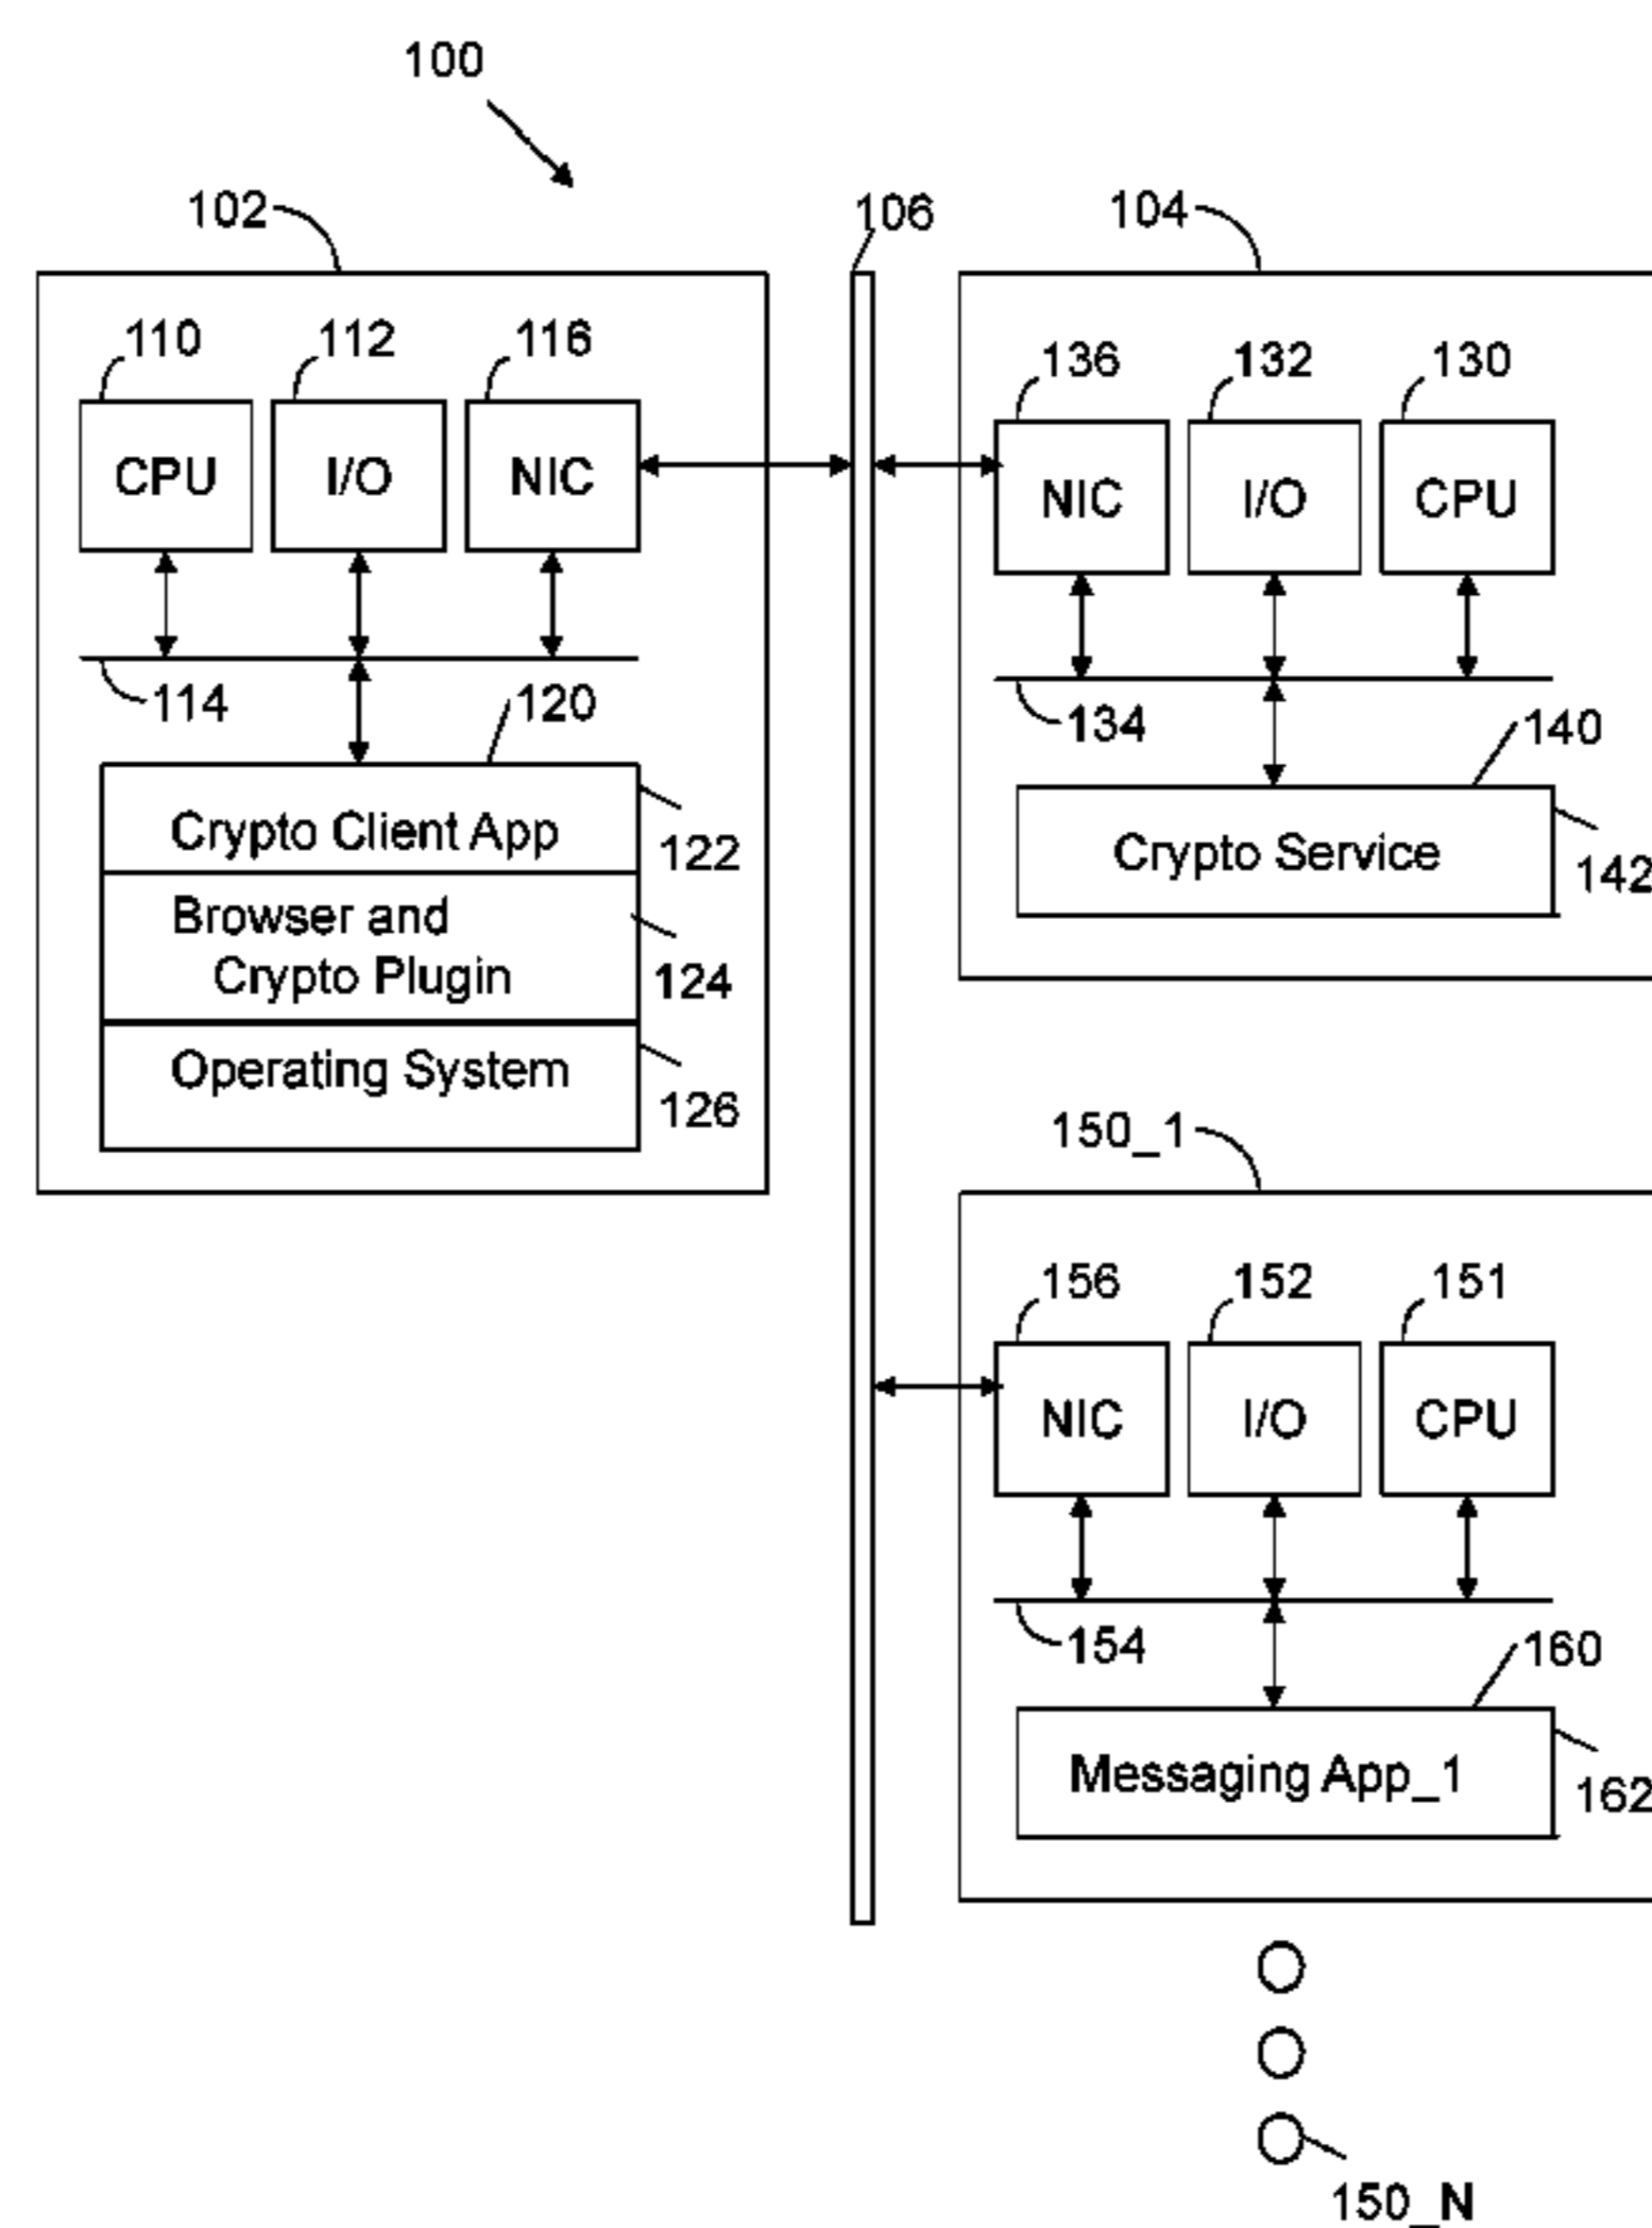 100
102
106
104
110
112
116
136
132
130
CPU
I/O
NIC
NIC
I/O
CPU
114
120
134
140
Crypto Client App
122
Crypto Service
142
Browser and
Crypto Plugin
124
Operating System
126
150_1
156
152
151
NIC
I/O
CPU
154
160
Messaging App_1
162
150_N